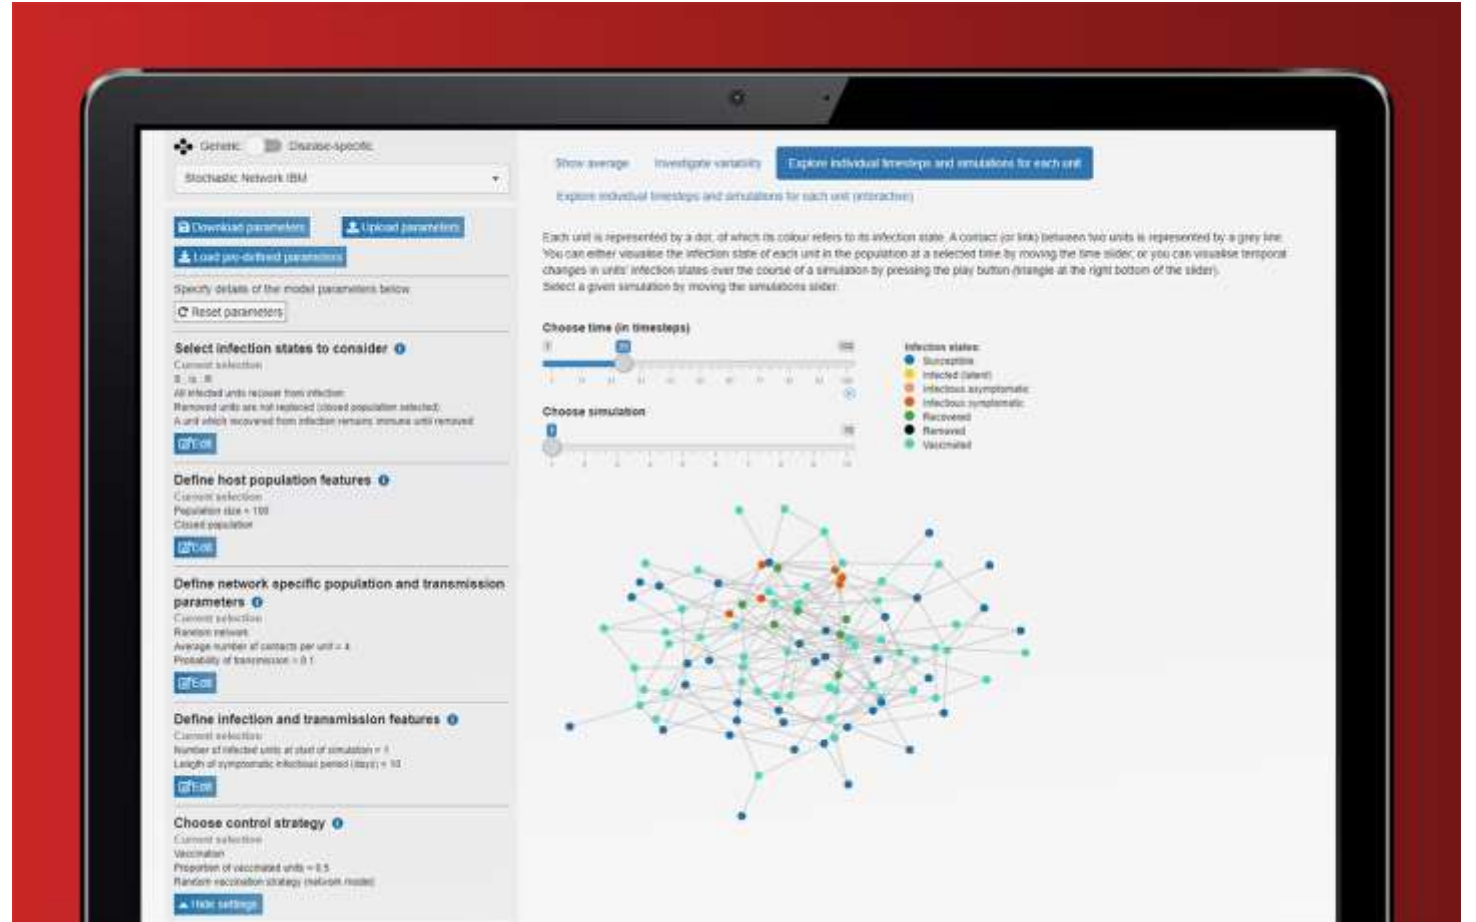 Generic Disease-specific
Stochastic Network IBM
Download parameters Upload parameters
Load pre-defined parameters
Specify details of the model parameters below
Reset parameters
Select infection states to consider
Current selection
All infected units recover from infection
Removed units are not replaced (closed population selected)
A unit which recovered from infection remains immune until removed
Edit
Define host population features
Current selection
Population size = 100
Closed population
Edit
Define network specific population and transmission
parameters
Current selection
Random network
Average number of contacts per unit = 4
Probability of transmission = 0.1
Edit
Define infection and transmission features
Current selection
Number of infected units at start of simulation = 1
Length of symptomatic infectious period (days) = 10
Edit
Choose control strategy
Current selection
Vaccination
Proportion of vaccinated units = 0.5
Random vaccination strategy (network model)
Hide settings
Show average Investigate variability Explore individual timesteps and simulations for each unit
Explore individual timesteps and simulations for each unit (interactive)
Each unit is represented by a dot, of which its colour refers to its infection state. A contact (or link) between two units is represented by a grey line.
You can either visualise the infection state of each unit in the population at a selected time by moving the time slider, or you can visualise temporal
changes in units' infection states over the course of a simulation by pressing the play button (triangle at the right bottom of the slider).
Select a given simulation by moving the simulations slider.
Choose time (in timesteps)
Choose simulation
Infection states:
Susceptible
Infected (latent)
Infectious asymptomatic
Infectious symptomatic
Recovered
Removed
Vaccinated